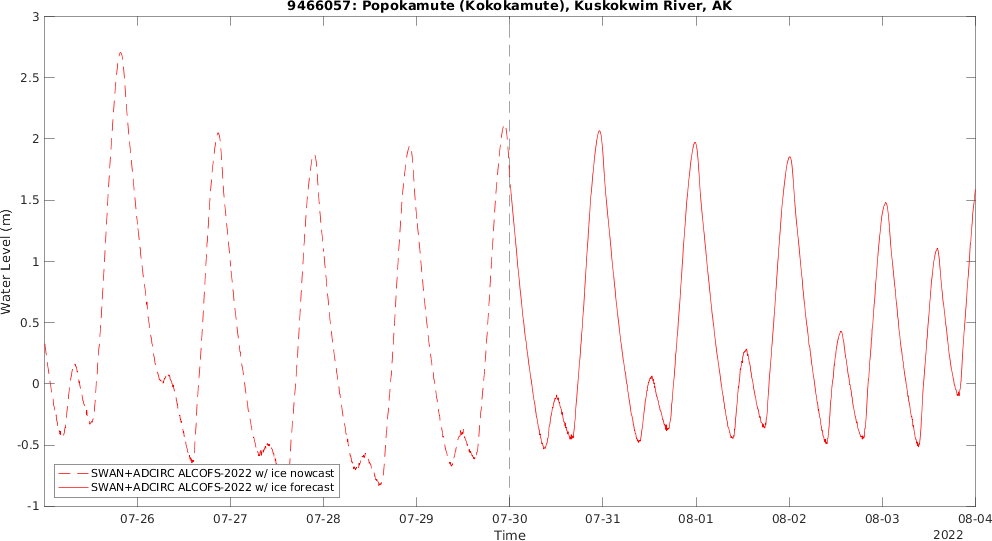 9466057: Popokamute (Kokokamute), Kuskokwim River, AK
3
2.5
2
1.5
1
0.5
0
-0.5
-1
Water Level (m)
SWAN+ADCIRC ALCOFS-2022 w/ ice nowcast
SWAN+ADCIRC ALCOFS-2022 w/ ice forecast
07-26 07-27 07-28 07-29 07-30 07-31 08-01 08-02 08-03 08-04
Time
2022